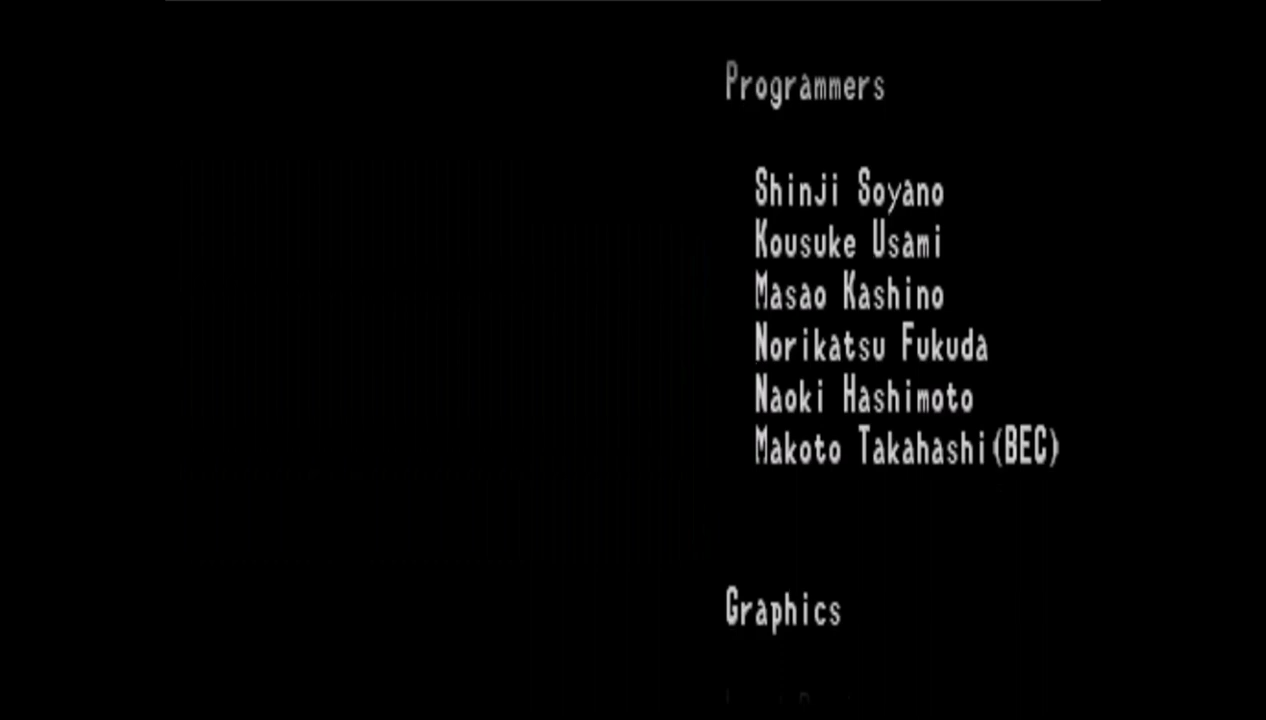 Programmers
Shinji Soyano
Kousuke Usami
Masao Kashino
Norikatsu Fukuda
Naoki Hashimoto
Makoto Takahashi(BEC)
Graphics